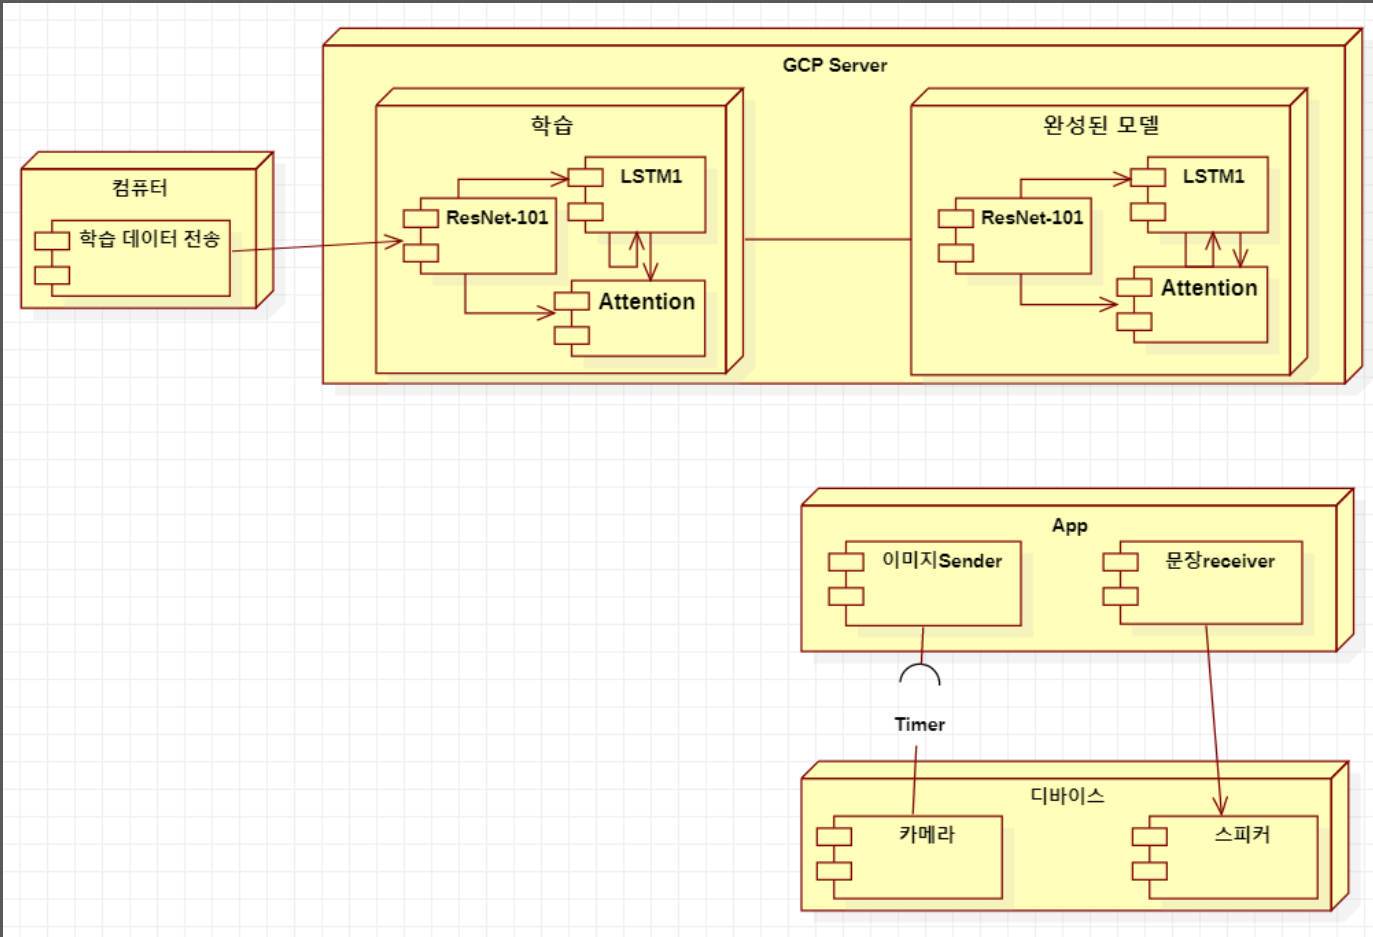 GCP Server
학습
완성된 모델
컴퓨터
학습 데이터 전송
ResNet-101
LSTM1
Attention
ResNet-101
LSTM1
Attention
App
이미지Sender
문장receiver
Timer
디바이스
카메라
스피커